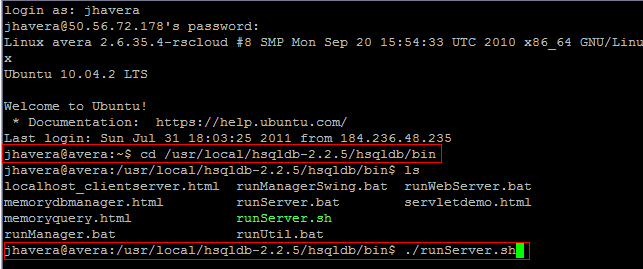 login as: jhavera
jhavera@50.56.72.178's password:
Linux avera 2.6.35.4-rscloud #8 SMP Mon Sep 20 15:54:33 UTC 2010 x86_64 GNU/Linu
x
Ubuntu 10.04.2 LTS
Welcome to Ubuntu!
* Documentation:  https://help.ubuntu.com/
Last login: Sun Jul 31 18:03:25 2011 from 184.236.48.235
jhavera@avera:~$ cd /usr/local/hsqldb-2.2.5/hsqldb/bin
jhavera@avera:/usr/local/hsqldb-2.2.5/hsqldb/bin$ ls
localhost_clientserver.html  runManagerSwing.bat  runWebServer.bat
memorydbmanager.html         runServer.bat        servletdemo.html
memoryquery.html             runServer.sh
runManager.bat               runUtil.bat
jhavera@avera:/usr/local/hsqldb-2.2.5/hsqldb/bin$ ./runServer.sh